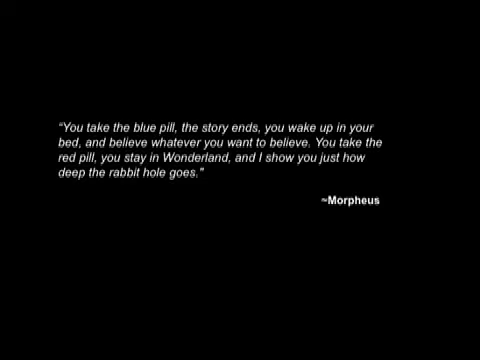 “You take the blue pill, the story ends, you wake up in your
bed, and believe whatever you want to believe. You take the
red pill, you stay in Wonderland, and I show you just how
deep the rabbit hole goes."
~Morpheus